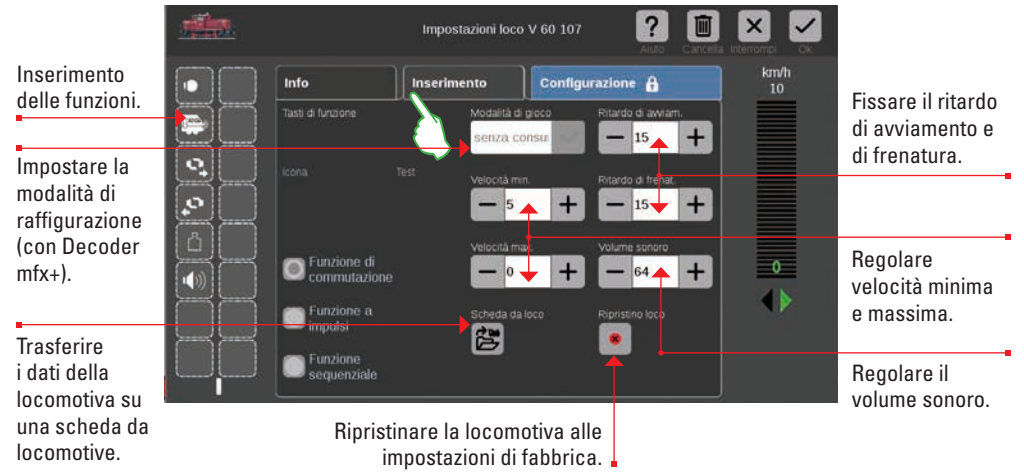 Impostazioni loco V 60 107
Aiuto
Cancella
Interrompi
Ok
Inserimento
delle funzioni.
Impostare la
modalità di
raffigurazione
(con Decoder
mfx+).
Trasferire
i dati della
locomotiva su
una scheda da
locomotive.
Info
Inserimento
Configurazione
Tasti di funzione
Icona
Test
Funzione di
commutazione
Funzione a
impulsi
Funzione
sequenziale
Modalità di gioco
senza consu
Ritardo di avviam.
15
Velocità min.
5
Ritardo di frenat.
15
Velocità max.
0
Volume sonoro
64
Scheda da loco
Ripristino loco
km/h
10
0
Fissare il ritardo
di avviamento e
di frenatura.
Regolare
velocità minima
e massima.
Regolare il
volume sonoro.
Ripristinare la locomotiva alle
impostazioni di fabbrica.